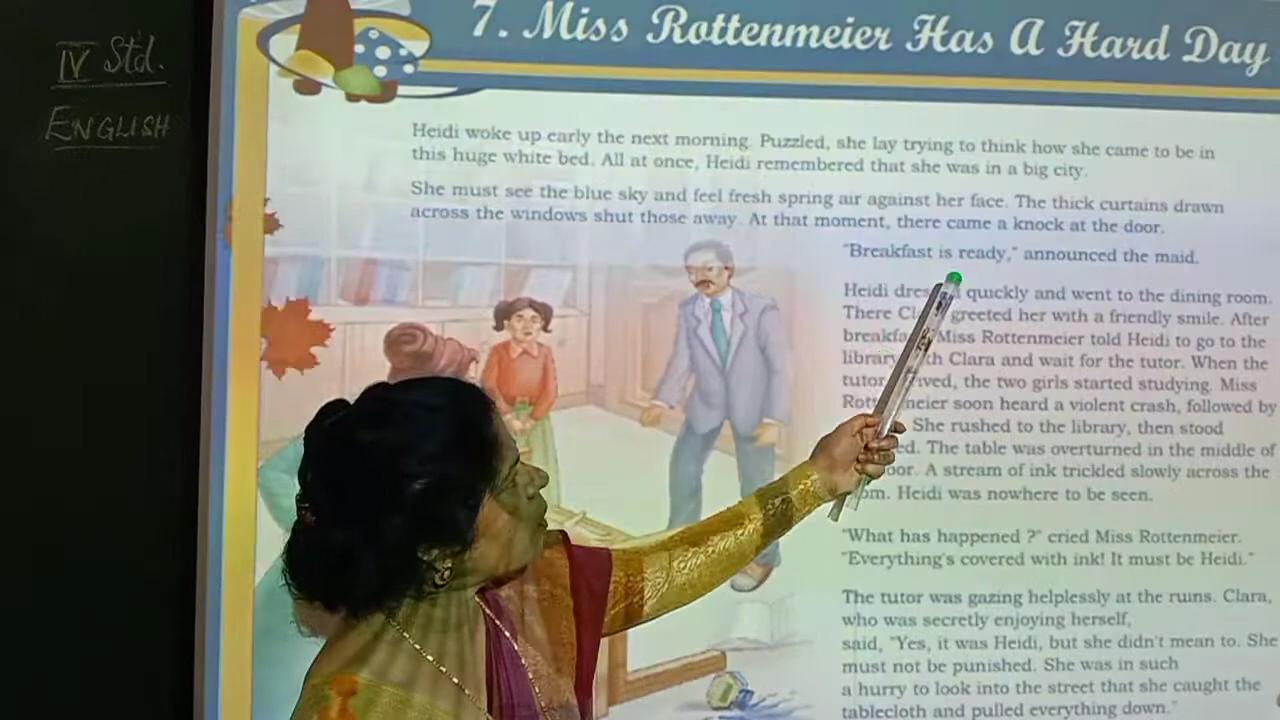 IV Std.
ENGLISH
7. Miss Rottenmeier Has A Hard Day
Heidi woke up early the next morning. Puzzled, she lay trying to think how she came to be in
this huge white bed. All at once, Heidi remembered that she was in a big city.
She must see the blue sky and feel fresh spring air against her face. The thick curtains drawn
across the windows shut those away. At that moment, there came a knock at the door.
"Breakfast is ready," announced the maid.
Heidi quickly and went to the dining room.
There greeted her with a friendly smile. After
Miss Rottenmeier told Heidi to go to the
Clara and wait for the tutor. When the
tutor the two girls started studying. Miss
soon heard a violent crash, followed by
She rushed to the library, then stood
The table was overturned in the middle of
A stream of ink trickled slowly across the
Heidi was nowhere to be seen.
"What has happened ?" cried Miss Rottenmeier.
"Everything's covered with ink! It must be Heidi."
The tutor was gazing helplessly at the ruins. Clara,
who was secretly enjoying herself,
said, "Yes, it was Heidi, but she didn't mean to. She
must not be punished. She was in such
a hurry to look into the street that she caught the
tablecloth and pulled everything down."